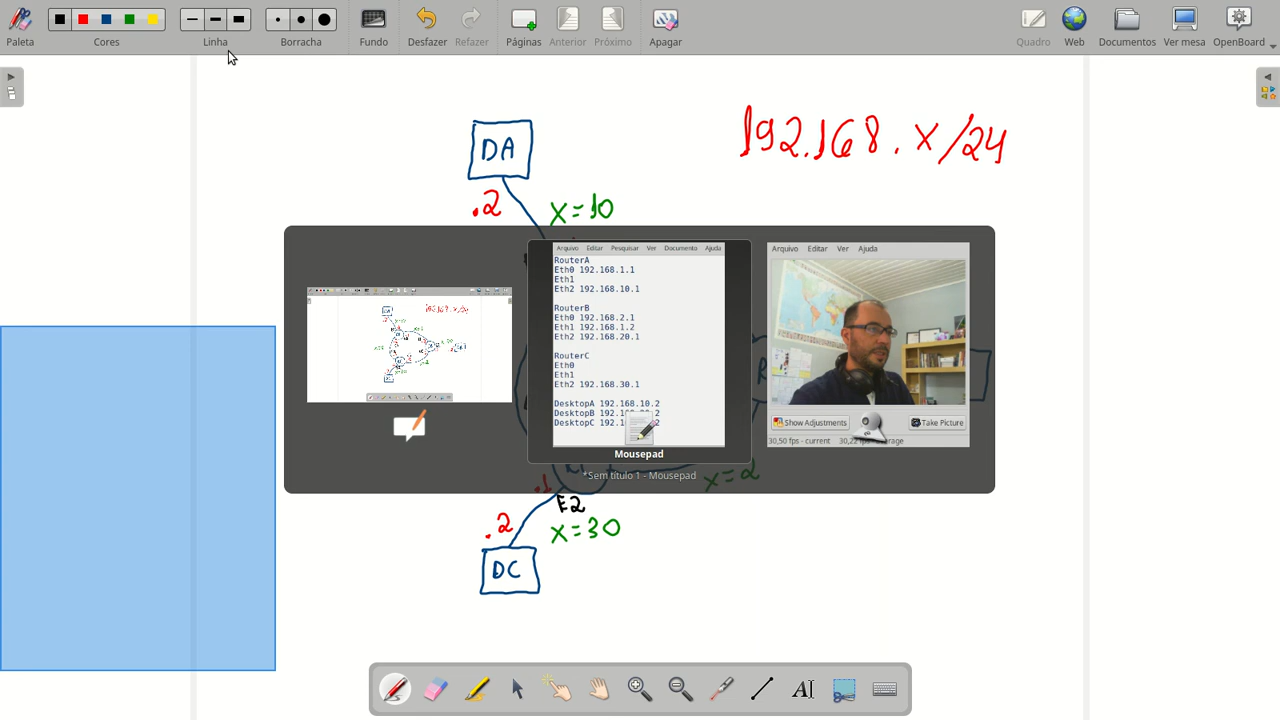 Paleta Cores Linha Borracha Fundo Desfazer Refazer Páginas Anterior Próximo Apagar Quadro Web Documentos Ver mesa OpenBoard
192.168.x/24
DA
.2
x=10
Arquivo Editar Pesquisar Ver Documento Ajuda
RouterA
Eth0 192.168.1.1
Eth1
Eth2 192.168.10.1
RouterB
Eth0 192.168.2.1
Eth1 192.168.1.2
Eth2 192.168.20.1
RouterC
Eth0
Eth1
Eth2 192.168.30.1
DesktopA 192.168.10.2
DesktopB 192.
DesktopC 192.
Mousepad
*Sem título 1 - Mousepad
Arquivo Editar Ver Ajuda
Show Adjustments Take Picture
30,50 fps - current
x=2
.1
E2
.2
x=30
DC